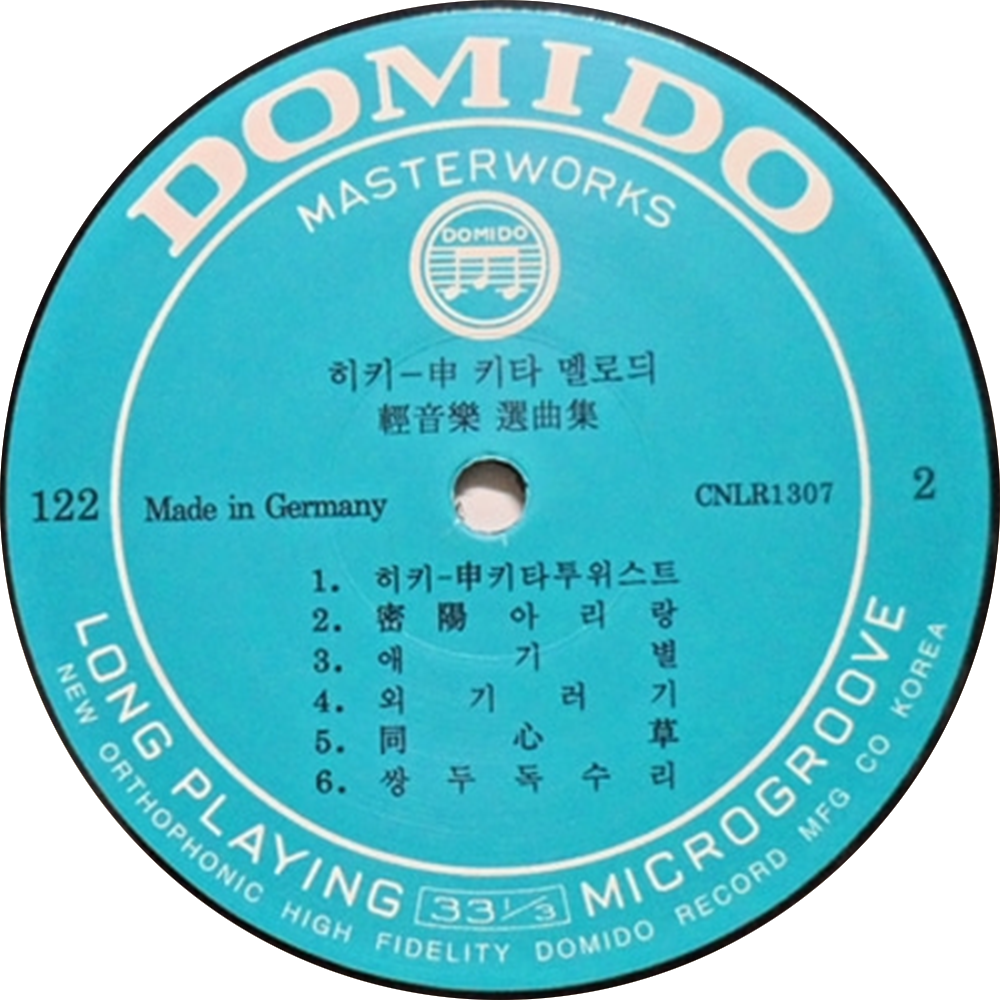 DOMIDO
MASTERWORKS
DOMIDO
히키-申 키타 멜로듸
輕音樂 選曲集
122 Made in Germany CNLR1307 2
1. 히키-申키타투위스트
2. 密陽아리랑
3. 애기별
4. 외기러기
5. 同心草
6. 쌍두독수리
LONG PLAYING 33 1/3 MICROGROOVE
NEW ORTHOPHONIC HIGH FIDELITY DOMIDO RECORD MFG CO KOREA